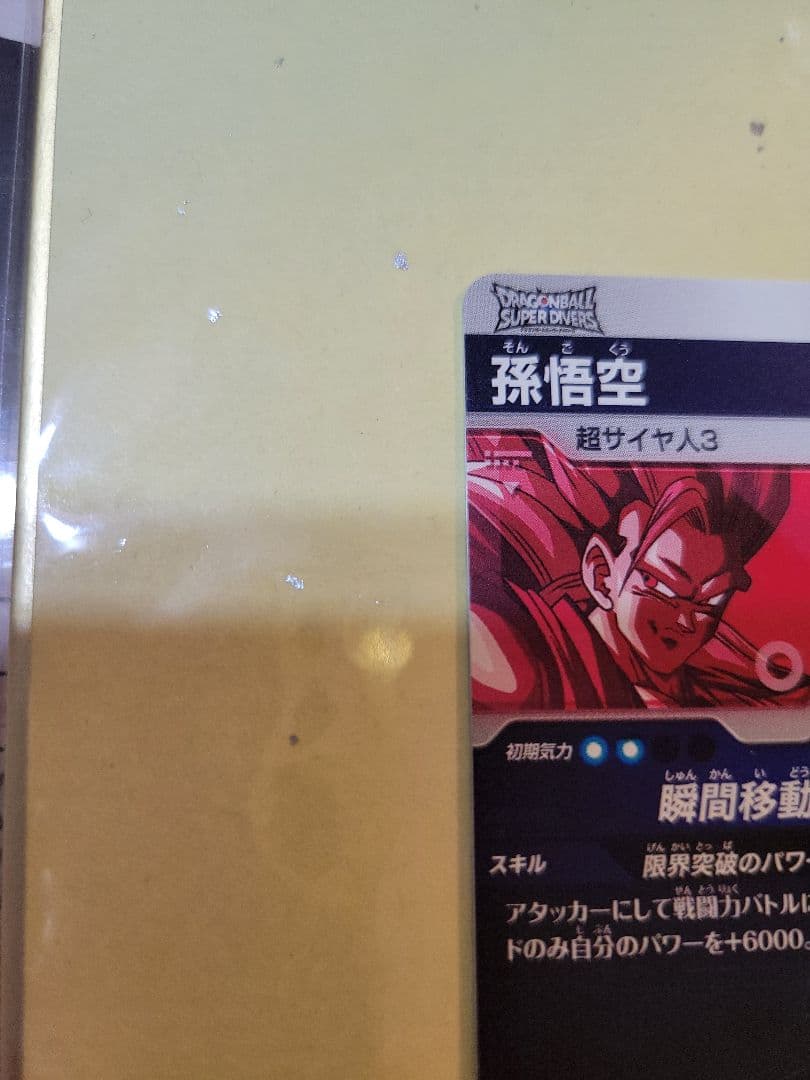 DRAGONBALL
SUPER DIVERS
そん ご くう
孫悟空
超サイヤ人3
初期気力
しゅん かん い どう
瞬間移動
げん かい とっ ぱ
スキル 限界突破のパワー
せん とう りょく
アタッカーにして戦闘力バトルに
じ ぶん
ドのみ自分のパワーを+6000。